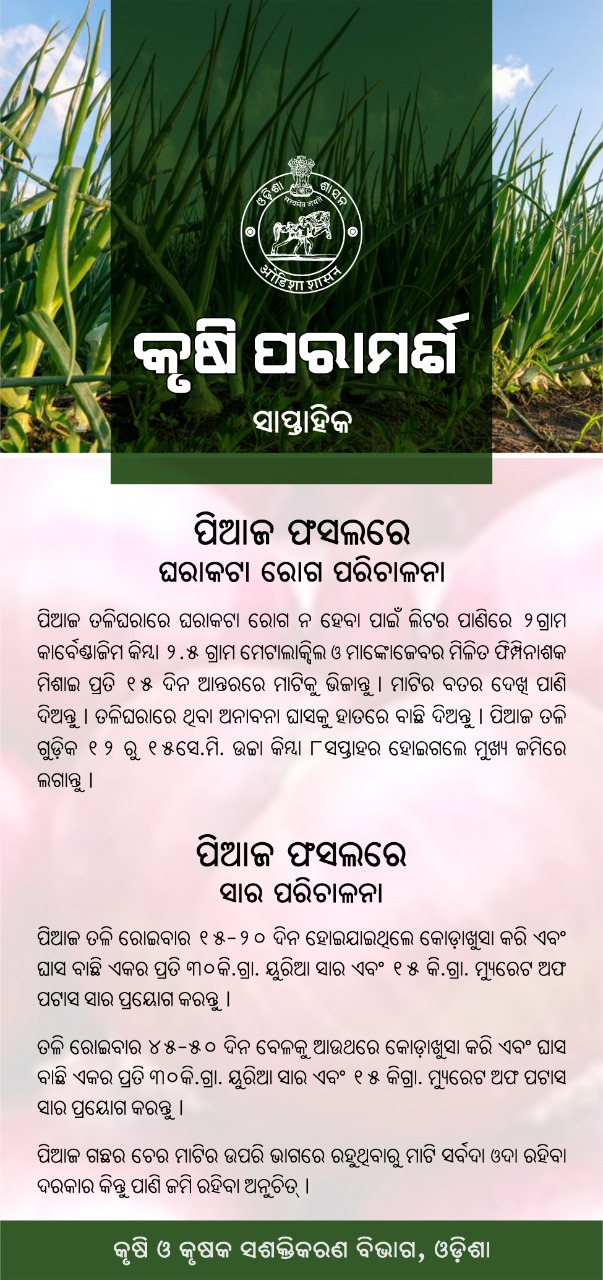 ଓଡ଼ିଶା ଶାସନ
सत्यमेव जयते
ओडिशा शासन
କୃଷି ପରାମର୍ଶ
ସାପ୍ତାହିକ
ପିଆଜ ଫସଲରେ
ଘରାକଟା ରୋଗ ପରିଚାଳନା
ପିଆଜ ତଳିଘରାରେ ଘରାକଟା ରୋଗ ନ ହେବା ପାଇଁ ଲିଟର ପାଣିରେ ୨ଗ୍ରାମ
କାର୍ବେଣ୍ଡାଜିମ କିମ୍ୱା ୨.୫ ଗ୍ରାମ ମେଟାଲାକ୍ସିଲ ଓ ମାଙ୍କୋଜେବର ମିଳିତ ଫିମ୍ପିନାଶକ
ମିଶାଇ ପ୍ରତି ୧୫ ଦିନ ଆନ୍ତରରେ ମାଟିକୁ ଭିଜାନ୍ତୁ । ମାଟିର ବତର ଦେଖି ପାଣି
ଦିଅନ୍ତୁ । ତଳିଘରାରେ ଥିବା ଅନାବନା ଘାସକୁ ହାତରେ ବାଛି ଦିଅନ୍ତୁ । ପିଆଜ ତଳି
ଗୁଡ଼ିକ ୧୨ ରୁ ୧୫ସେ.ମି. ଉଚ୍ଚା କିମ୍ୱା ୮ସପ୍ତାହର ହୋଇଗଲେ ମୁଖ୍ୟ ଜମିରେ
ଲଗାନ୍ତୁ ।
ପିଆଜ ଫସଲରେ
ସାର ପରିଚାଳନା
ପିଆଜ ତଳି ରୋଇବାର ୧୫-୨୦ ଦିନ ହୋଇଯାଇଥିଲେ କୋଡ଼ାଖୁସା କରି ଏବଂ
ଘାସ ବାଛି ଏକର ପ୍ରତି ୩୦କି.ଗ୍ରା. ୟୁରିଆ ସାର ଏବଂ ୧୫ କି.ଗ୍ରା. ମ୍ୟୁରେଟ ଅଫ
ପଟାସ ସାର ପ୍ରୟୋଗ କରନ୍ତୁ ।
ତଳି ରୋଇବାର ୪୫-୫୦ ଦିନ ବେଳକୁ ଆଉଥରେ କୋଡ଼ାଖୁସା କରି ଏବଂ ଘାସ
ବାଛି ଏକର ପ୍ରତି ୩୦କି.ଗ୍ରା. ୟୁରିଆ ସାର ଏବଂ ୧୫ କିଗ୍ରା. ମ୍ୟୁରେଟ ଅଫ ପଟାସ
ସାର ପ୍ରୟୋଗ କରନ୍ତୁ ।
ପିଆଜ ଗଛର ଚେର ମାଟିର ଉପରି ଭାଗରେ ରହୁଥିବାରୁ ମାଟି ସର୍ବଦା ଓଦା ରହିବା
ଦରକାର କିନ୍ତୁ ପାଣି ଜମି ରହିବା ଅନୁଚିତ୍ ।
କୃଷି ଓ କୃଷକ ସଶକ୍ତିକରଣ ବିଭାଗ, ଓଡ଼ିଶା